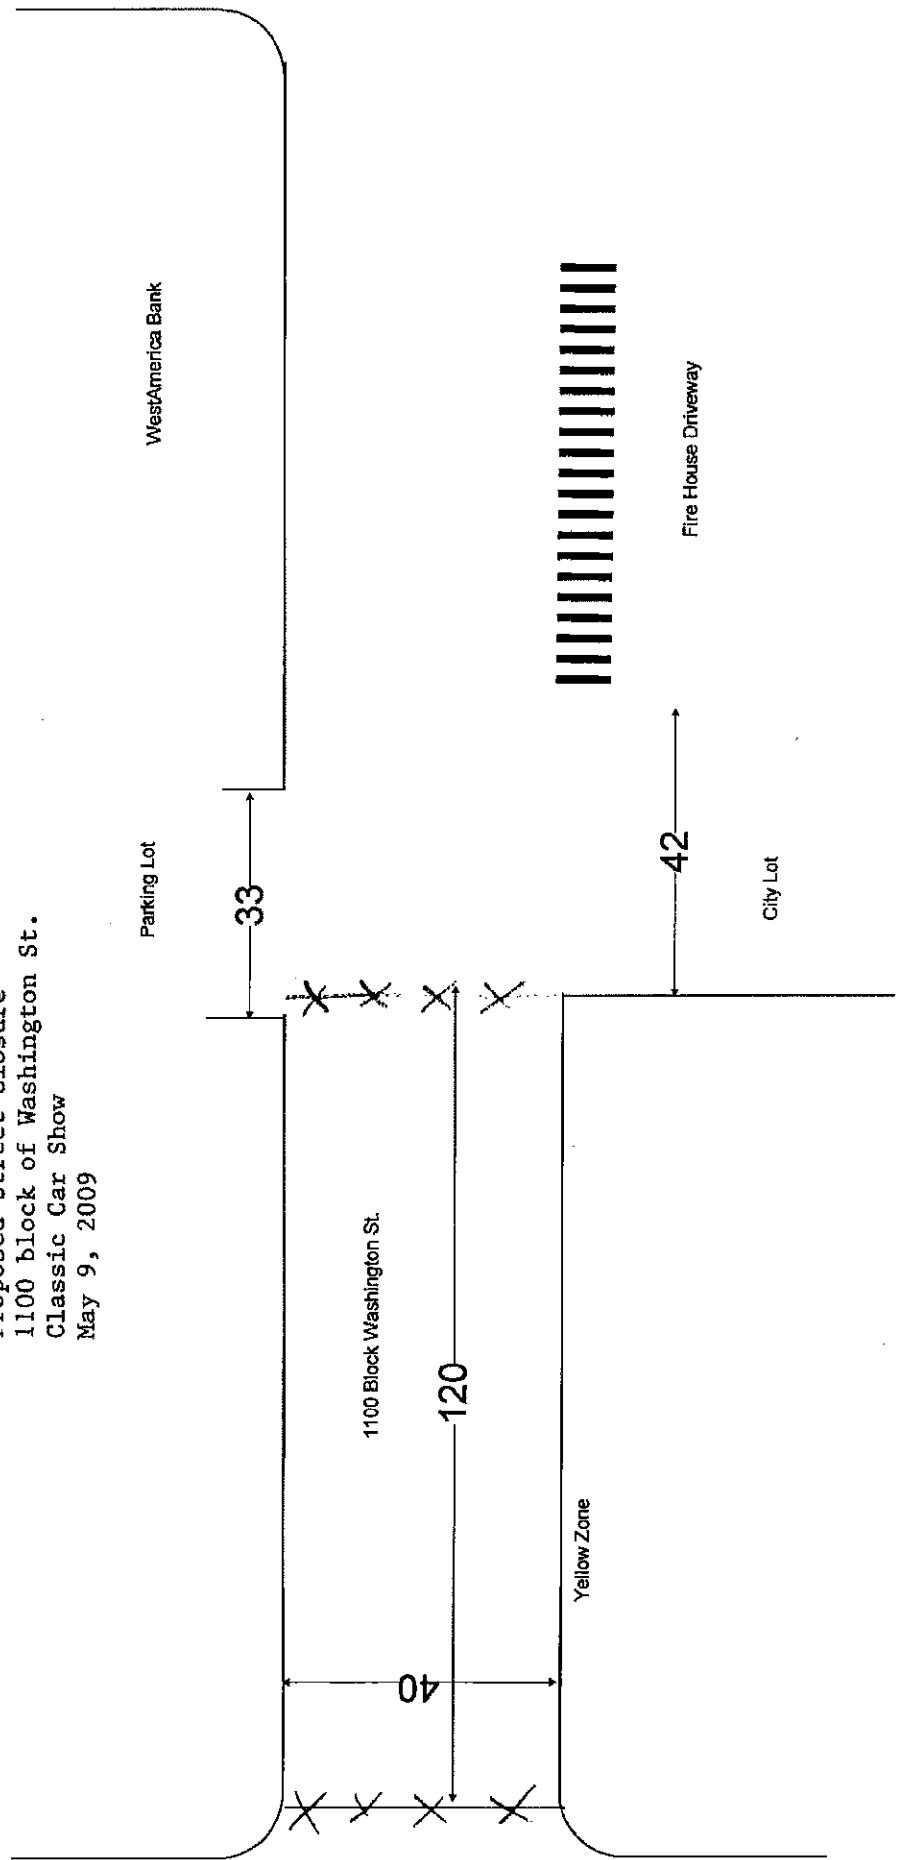 1100 block of Washington St.
Classic Car Show
May 9, 2009
Parking Lot
WestAmerica Bank
33
1100 Block Washington St.
120
40
42
Yellow Zone
City Lot
Fire House Driveway